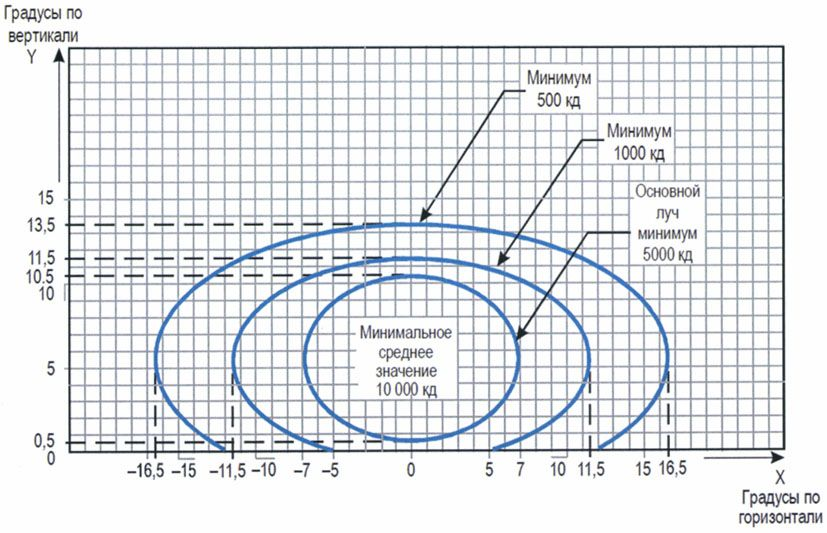 Градусы по
вертикали
Y
Минимум
500 кд
Минимум
1000 кд
Основной
луч
минимум
5000 кд
15
13,5
11,5
10,5
10
Минимальное
среднее
значение
10 000 кд
5
0,5
0
–16,5 –15 –11,5 –10 –7 –5 0 5 7 10 11,5 15 16,5
X
Градусы по
горизонтали